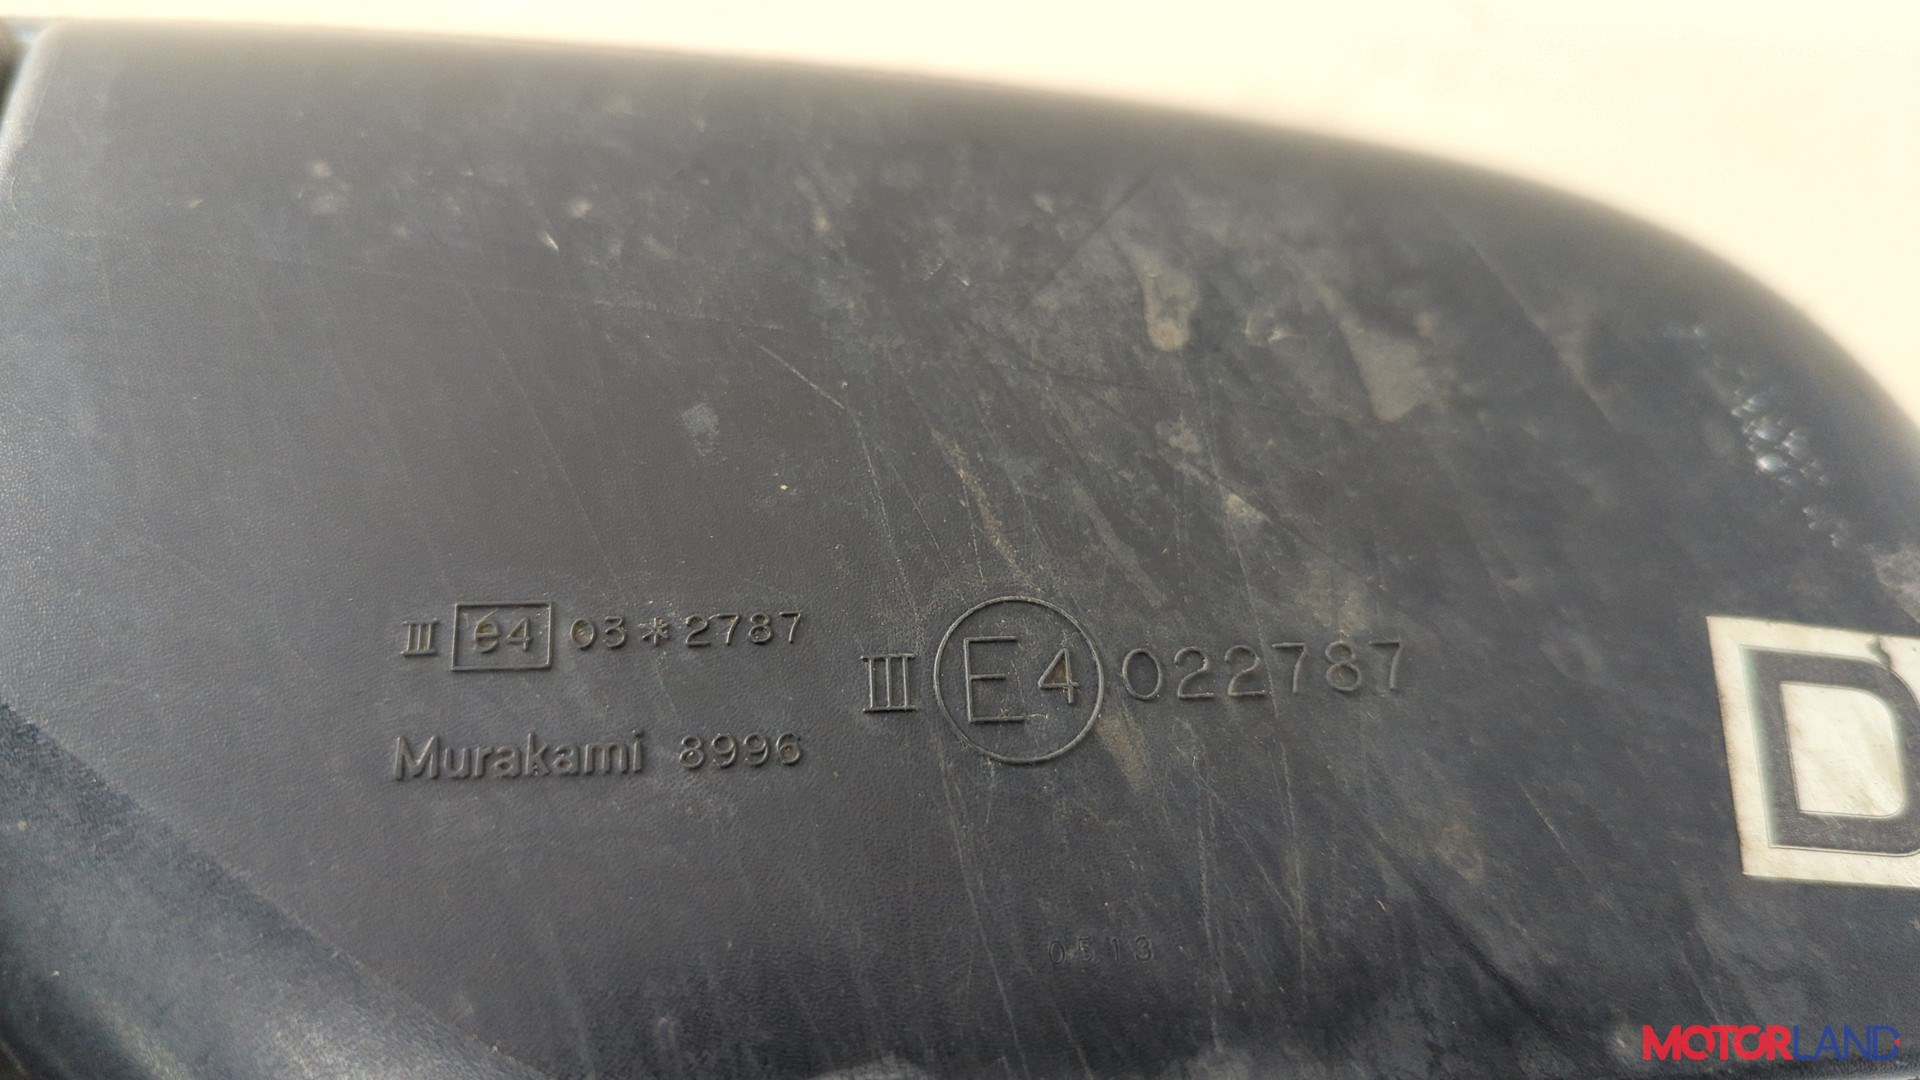 III e4 03*2787
III E4 022787
Murakami 8996
D
0513
MOTORLAND